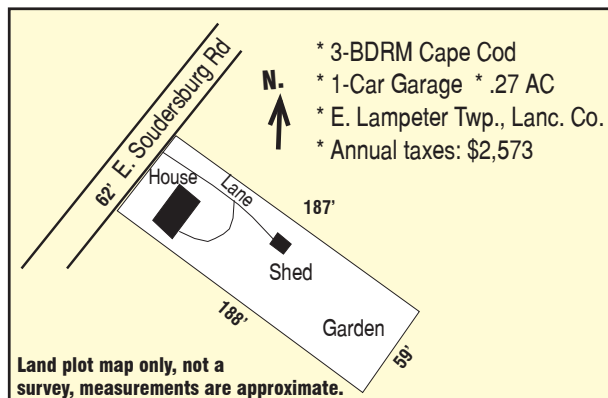 62' E. Soudersburg Rd
N.
* 3-BDRM Cape Cod
* 1-Car Garage * .27 AC
* E. Lampeter Twp., Lanc. Co.
* Annual taxes: $2,573
House
Lane
187'
Shed
188'
Garden
59'
Land plot map only, not a
survey, measurements are approximate.